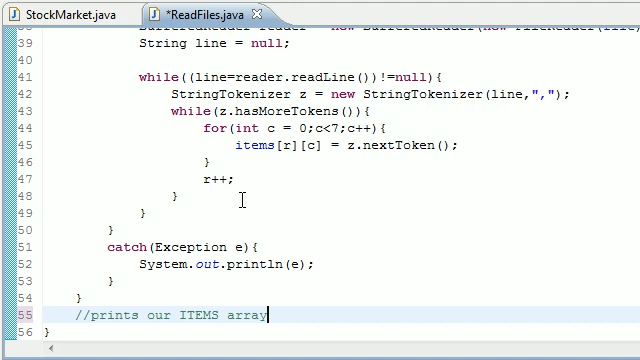 StockMarket.java *ReadFiles.java
39 String line = null;
40
41 while((line=reader.readLine())!=null){
42 StringTokenizer z = new StringTokenizer(line,",");
43 while(z.hasMoreTokens()){
44 for(int c = 0;c<7;c++){
45 items[r][c] = z.nextToken();
46 }
47 r++;
48 }
49 }
50 }
51 catch(Exception e){
52 System.out.println(e);
53 }
54 }
55 //prints our ITEMS array
56 }